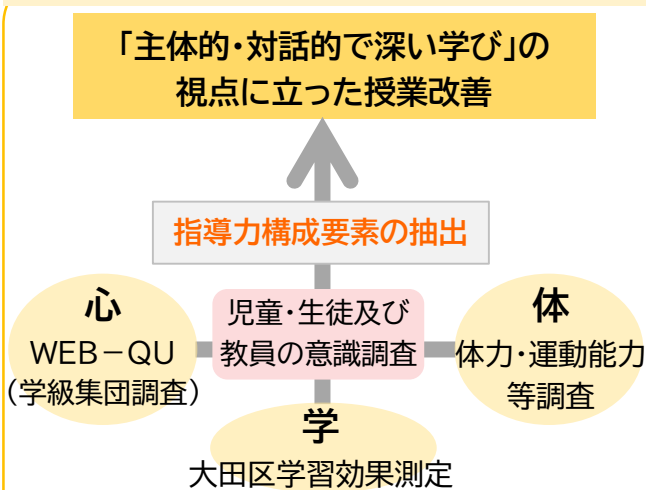 「主体的・対話的で深い学び」の
視点に立った授業改善
指導力構成要素の抽出
心
WEB－QU
（学級集団調査）
児童・生徒及び
教員の意識調査
体
体力・運動能力
等調査
学
大田区学習効果測定